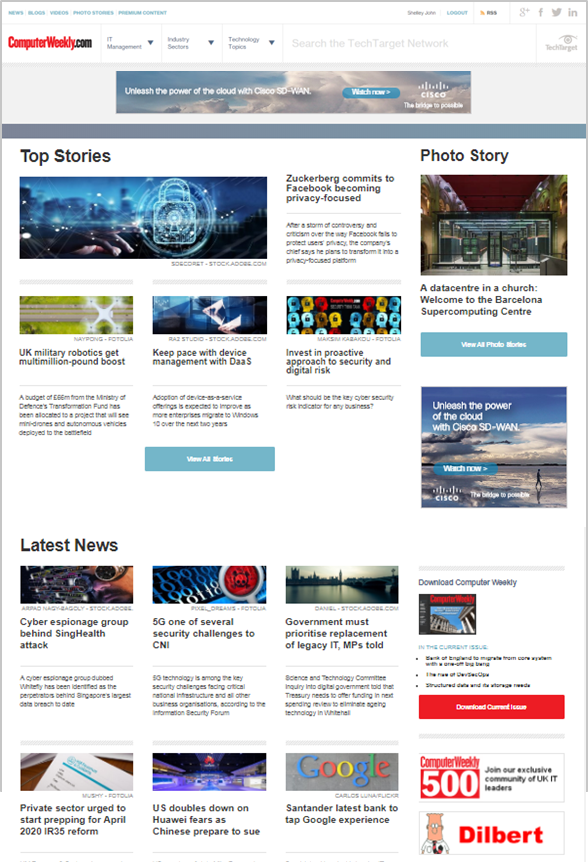 NEWS BLOGS VIDEOS PHOTO STORIES PREMIUM CONTENT
Shelley John LOGOUT RSS
ComputerWeekly.com
IT Management
Industry Sectors
Technology Topics
Search the TechTarget Network
TechTarget
Unleash the power of the cloud with Cisco SD-WAN.
Watch now >
CISCO
The bridge to possible
Top Stories
SDECORET - STOCK.ADOBE.COM
Zuckerberg commits to
Facebook becoming
privacy-focused
After a storm of controversy and
criticism over the way Facebook fails to
protect users' privacy, the company's
chief says he plans to transform it into a
privacy-focused platform
NAYPONG - FOTOLIA
UK military robotics get
multimillion-pound boost
A budget of £66m from the Ministry of
Defence's Transformation Fund has
been allocated to a project that will see
mini-drones and autonomous vehicles
deployed to the battlefield
RA2 STUDIO - STOCK.ADOBE.COM
Keep pace with device
management with DaaS
Adoption of device-as-a-service
offerings is expected to improve as
more enterprises migrate to Windows
10 over the next two years
MAKSIM KABAKOU - FOTOLIA
Invest in proactive
approach to security and
digital risk
What should be the key cyber security
risk indicator for any business?
View All Stories
Photo Story
A datacentre in a church:
Welcome to the Barcelona
Supercomputing Centre
View All Photo Stories
Unleash the power
of the cloud
with Cisco SD-WAN.
Watch now >
CISCO
The bridge to possible
Latest News
ARPAD NAGY-BAGOLY - STOCK.ADOBE.
Cyber espionage group
behind SingHealth
attack
A cyber espionage group dubbed
Whitefly has been identified as the
perpetrators behind Singapore's largest
data breach to date
PIXEL_DREAMS - FOTOLIA
5G one of several
security challenges to
CNI
5G technology is among the key
security challenges facing critical
national infrastructure and all other
business organisations, according to the
Information Security Forum
DANIEL - STOCK.ADOBE.COM
Government must
prioritise replacement
of legacy IT, MPs told
Science and Technology Committee
inquiry into digital government told that
Treasury needs to offer funding in next
spending review to eliminate ageing
technology in Whitehall
Download Computer Weekly
ComputerWeekly
IN THE CURRENT ISSUE:
Bank of England to migrate from core system
with a one-off big bang
The rise of DevSecOps
Structured data and its storage needs
Download Current Issue
MUSHY - FOTOLIA
Private sector urged to
start prepping for April
2020 IR35 reform
US doubles down on
Huawei fears as
Chinese prepare to sue
Google
CARLOS LUNA/FLICKR
Santander latest bank to
tap Google experience
ComputerWeekly
500
Join our exclusive
community of UK IT
leaders
Dilbert